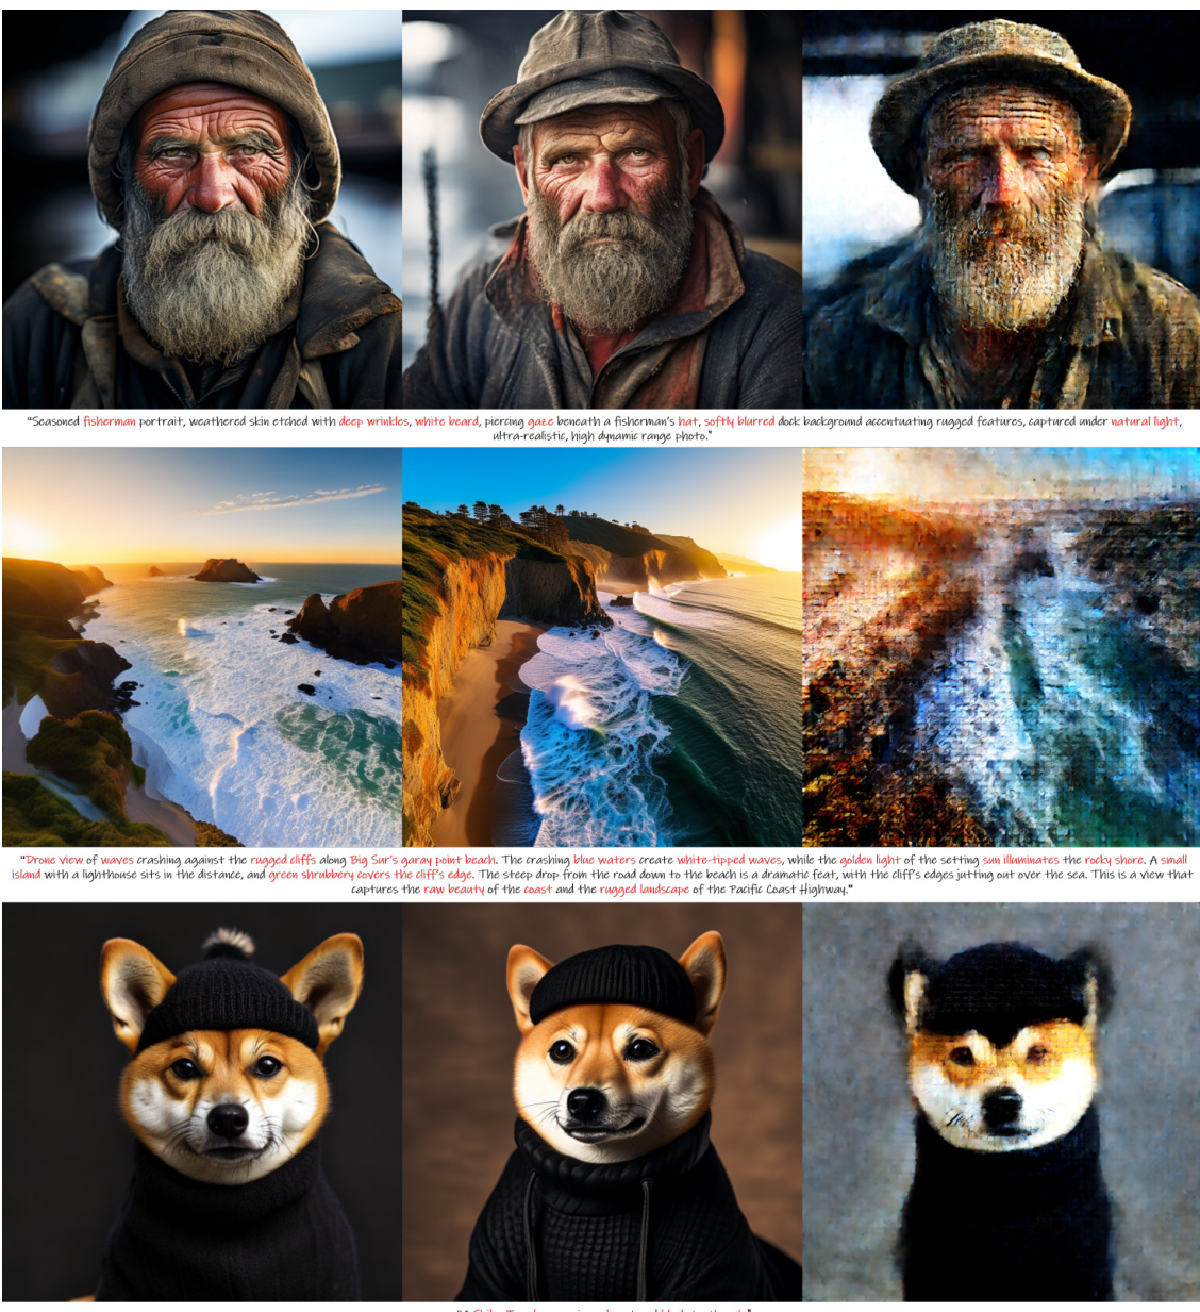 "Seasoned fisherman portrait, weathered skin etched with deep wrinkles, white beard, piercing gaze beneath a fisherman's hat, softly blurred dock background accentuating rugged features, captured under natural light,
ultra-realistic, high dynamic range photo."
"Drone view of waves crashing against the rugged cliffs along Big Sur's garay point beach. The crashing blue waters create white-tipped waves, while the golden light of the setting sun illuminates the rocky shore. A small
island with a lighthouse sits in the distance, and green shrubbery covers the cliff's edge. The steep drop from the road down to the beach is a dramatic feat, with the cliff's edges jutting out over the sea. This is a view that
captures the raw beauty of the coast and the rugged landscape of the Pacific Coast Highway."